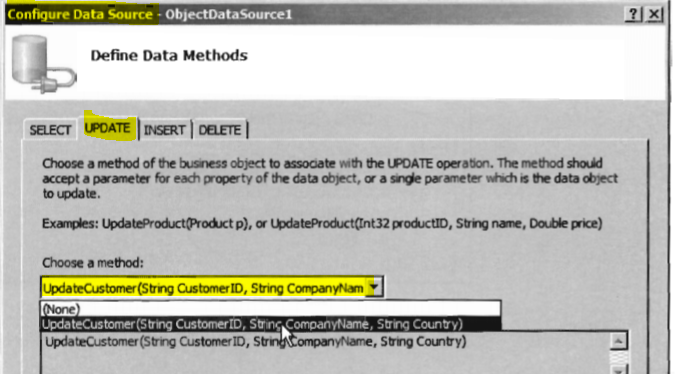 Configure Data Source - ObjectDataSource1
Define Data Methods
SELECT UPDATE INSERT DELETE
Choose a method of the business object to associate with the UPDATE operation. The method should
accept a parameter for each property of the data object, or a single parameter which is the data object
to update.
Examples: UpdateProduct(Product p), or UpdateProduct(Int32 productID, String name, Double price)
Choose a method:
UpdateCustomer(String CustomerID, String CompanyNam
(None)
UpdateCustomer(String CustomerID, String CompanyName, String Country)
UpdateCustomer(String CustomerID, String CompanyName, String Country)